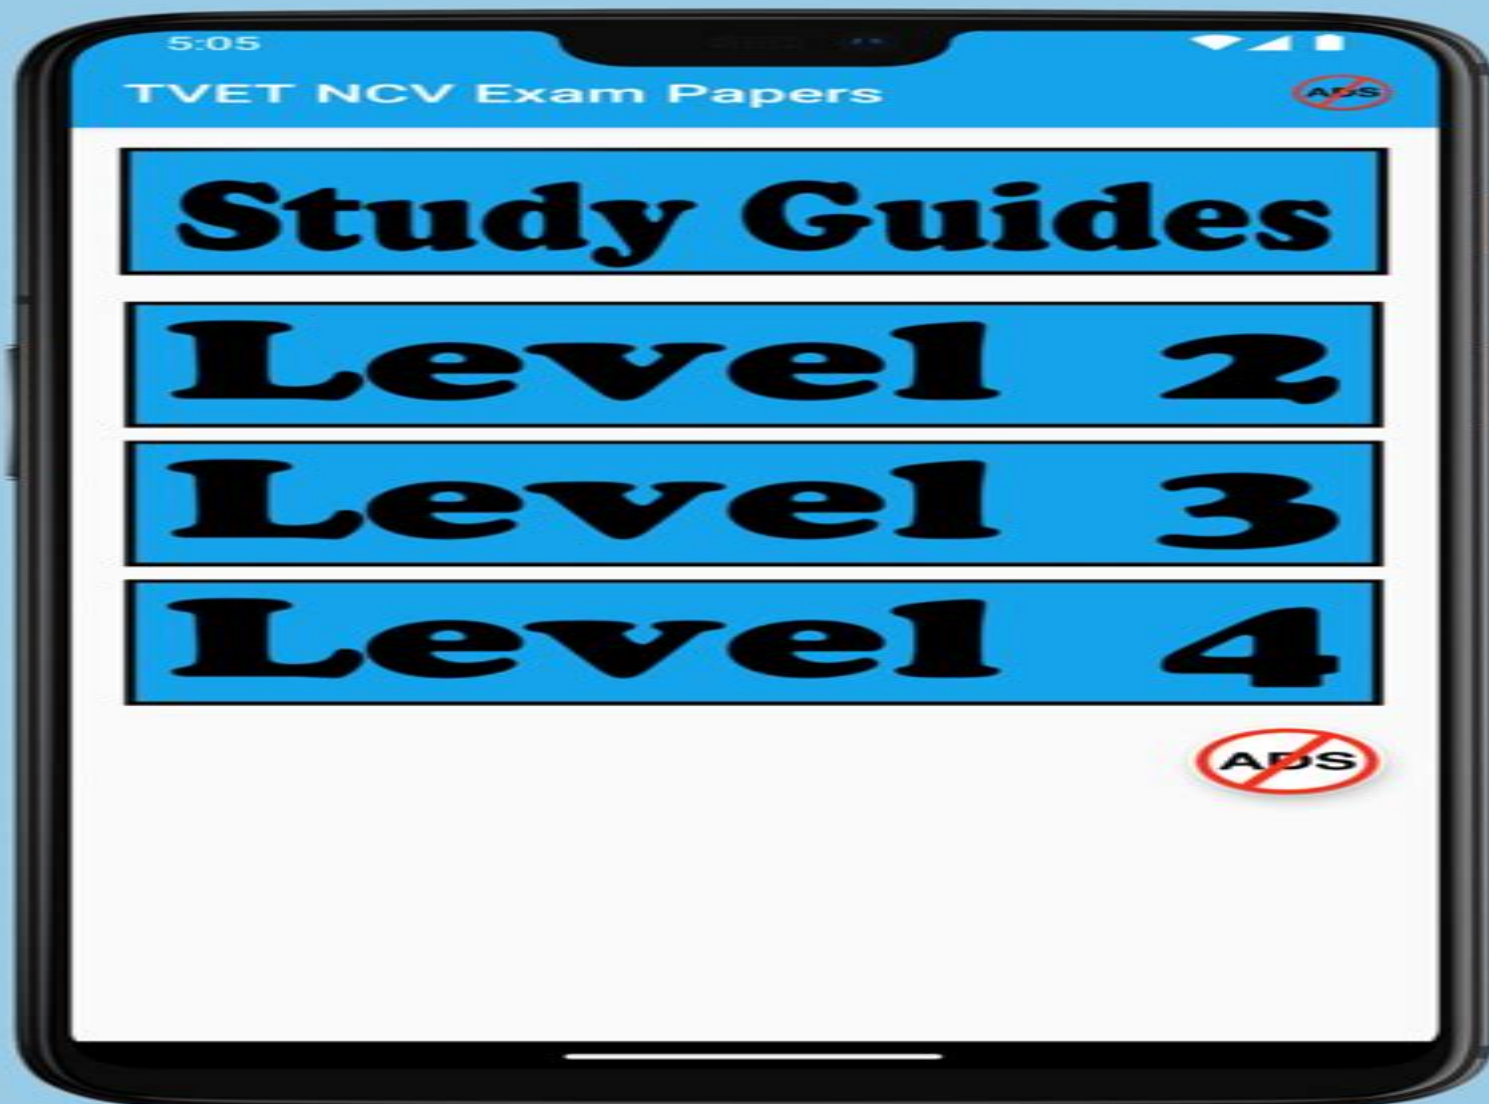 5:05
TVET NCV Exam Papers
ADS
Study Guides
Level 2
Level 3
Level 4
ADS